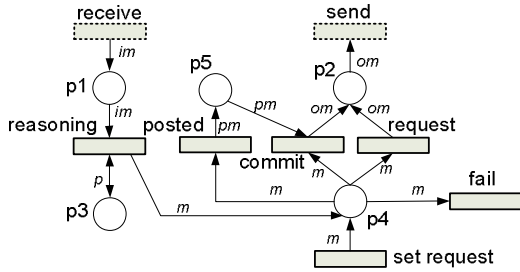 receive
send
im
om
p1
p5
p2
im
pm
om
om
reasoning
posted
pm
request
commit
p
m
m
m
fail
p3
m
m
p4
m
set request